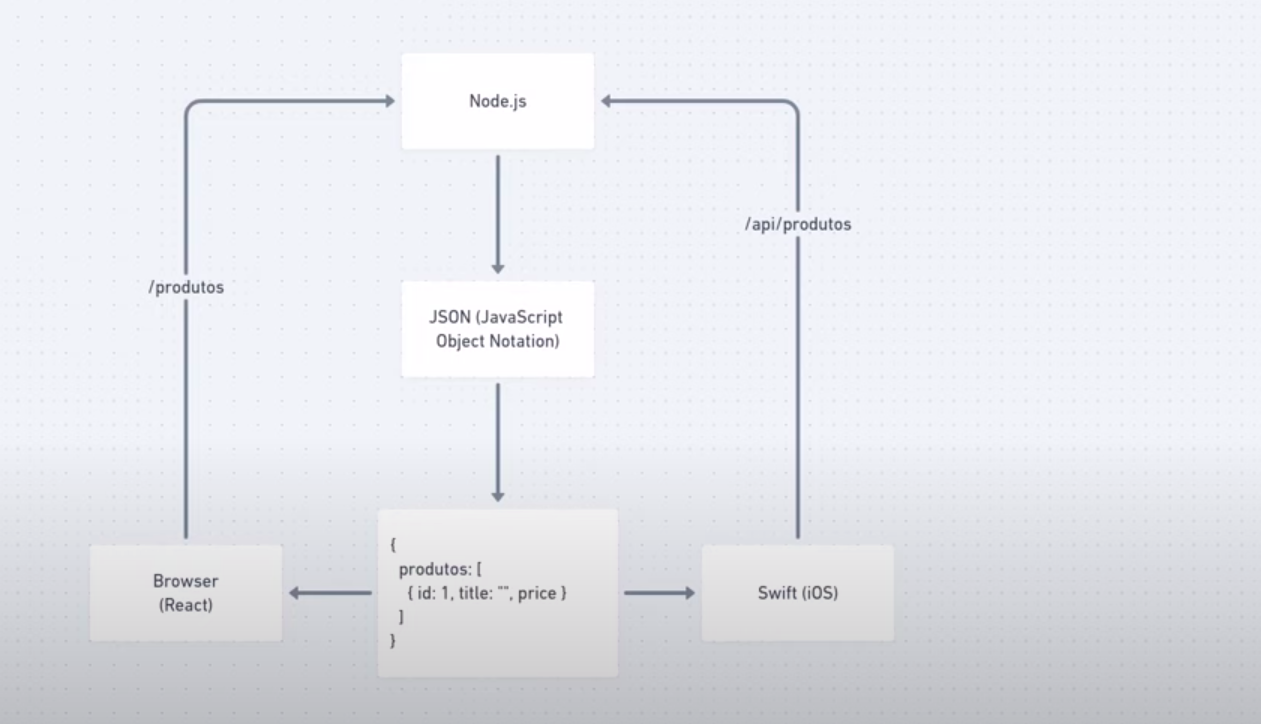 Node.js
/api/produtos
/produtos
JSON (JavaScript
Object Notation)
{
produtos: [
{ id: 1, title: "", price }
]
}
Browser
(React)
Swift (iOS)